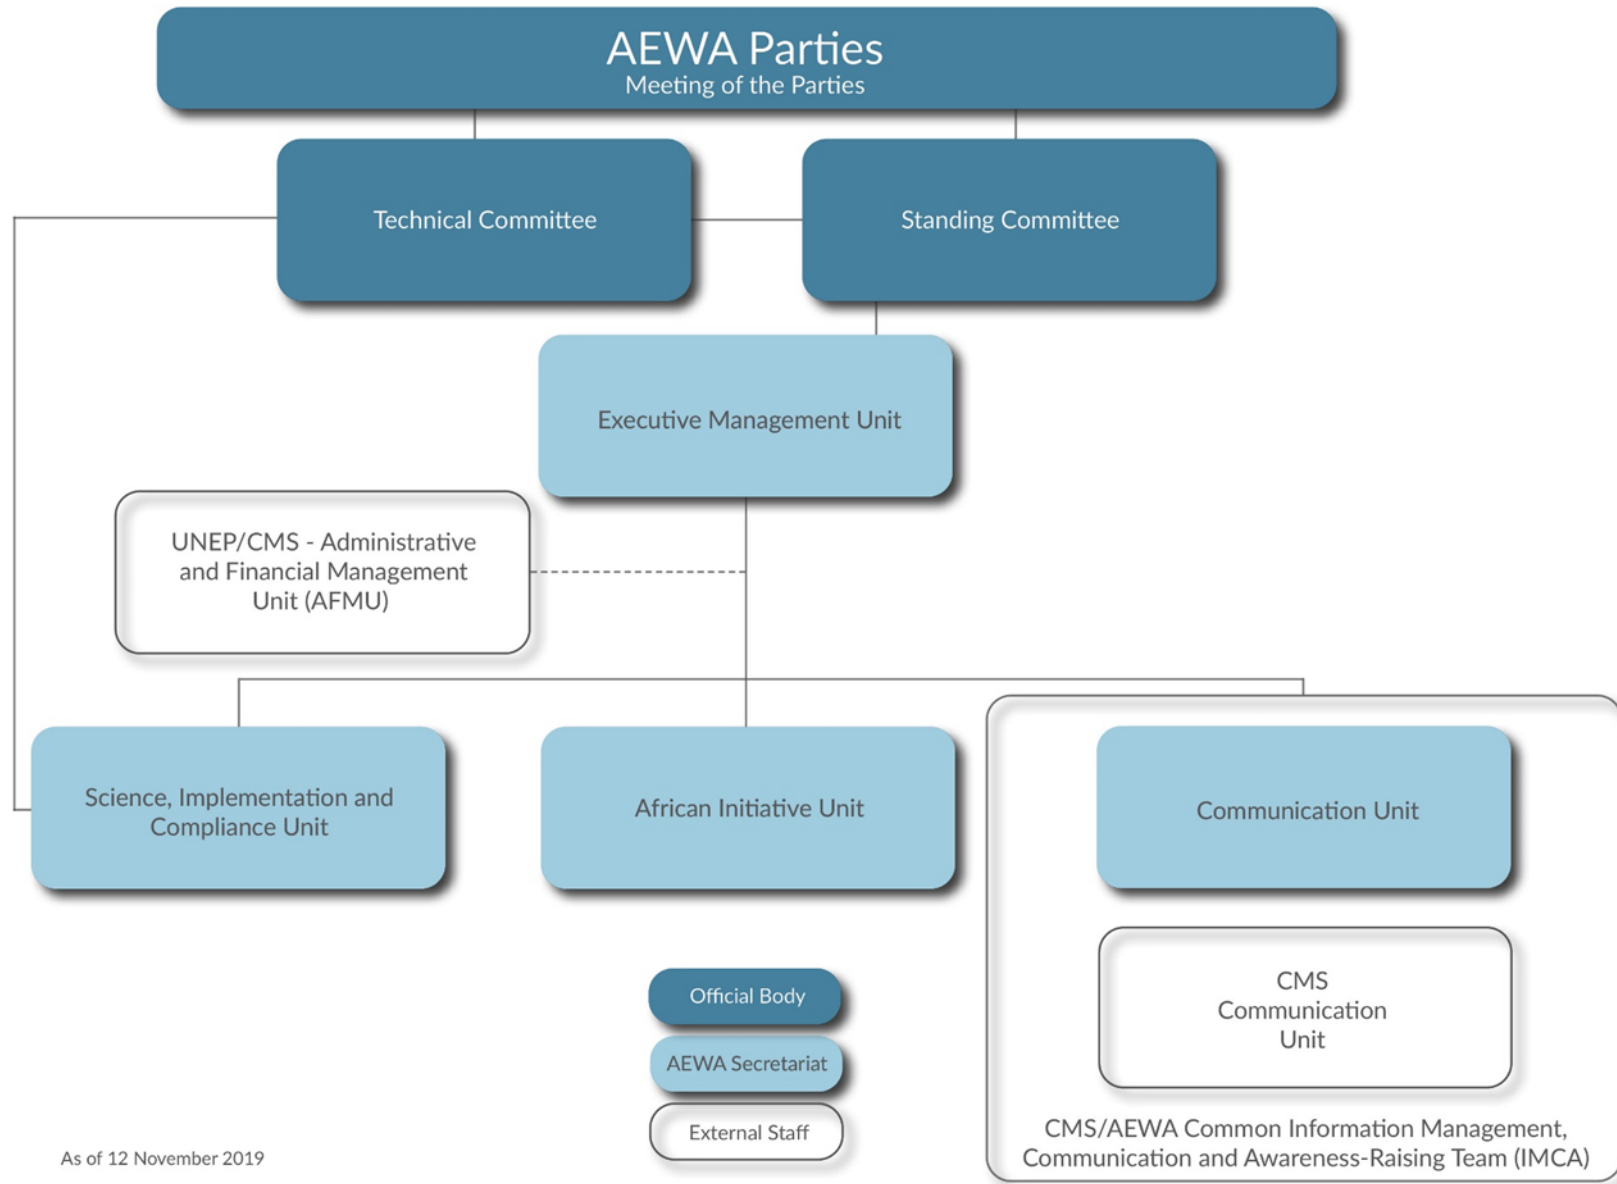 AEWA Parties
Meeting of the Parties
Technical Committee
Standing Committee
Executive Management Unit
UNEP/CMS - Administrative
and Financial Management
Unit (AFMU)
Science, Implementation and
Compliance Unit
African Initiative Unit
Communication Unit
CMS
Communication
Unit
CMS/AEWA Common Information Management,
Communication and Awareness-Raising Team (IMCA)
Official Body
AEWA Secretariat
External Staff
As of 12 November 2019